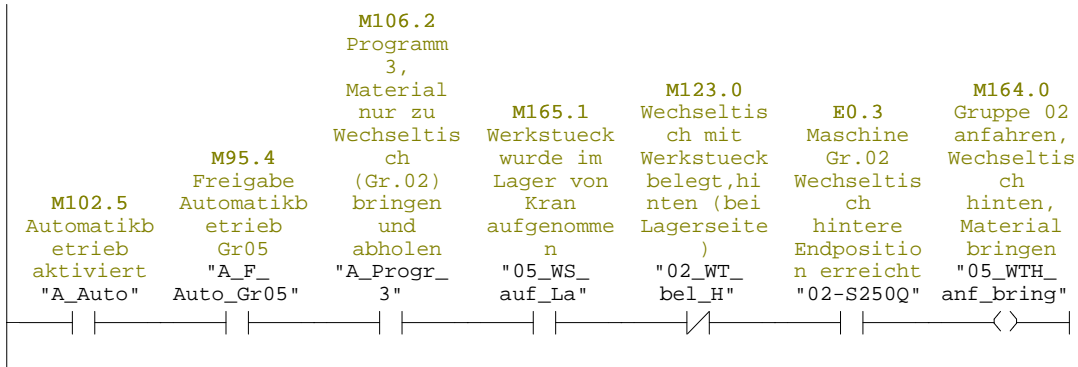 M102.5
Automatikb
etrieb
aktiviert
"A_Auto"
M95.4
Freigabe
Automatikb
etrieb
Gr05
"A_F_
Auto_Gr05"
M106.2
Programm
3,
Material
nur zu
Wechseltis
ch
(Gr.02)
bringen
und
abholen
"A_Progr_
3"
M165.1
Werkstueck
wurde im
Lager von
Kran
aufgenomme
n
"05_WS_
auf_La"
M123.0
Wechseltis
ch mit
Werkstueck
belegt,hi
nten (bei
Lagerseite
)
"02_WT_
bel_H"
E0.3
Maschine
Gr.02
Wechseltis
ch
hintere
Endpositio
n erreicht
"02-S250Q"
M164.0
Gruppe 02
anfahren,
Wechseltis
ch
hinten,
Material
bringen
"05_WTH_
anf_bring"